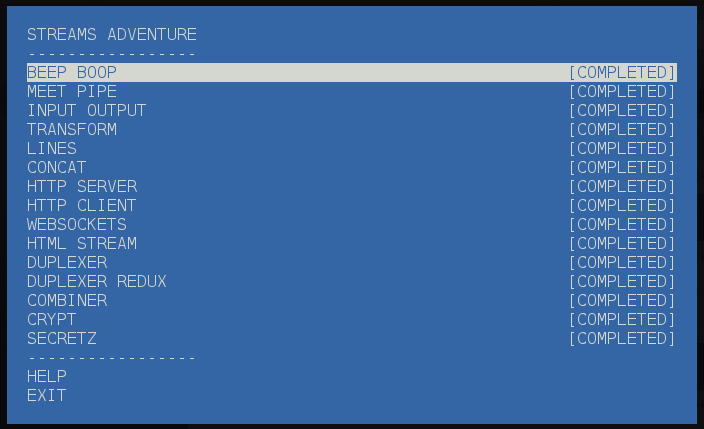 STREAMS ADVENTURE
-----------------
BEEP BOOP [COMPLETED]
MEET PIPE [COMPLETED]
INPUT OUTPUT [COMPLETED]
TRANSFORM [COMPLETED]
LINES [COMPLETED]
CONCAT [COMPLETED]
HTTP SERVER [COMPLETED]
HTTP CLIENT [COMPLETED]
WEBSOCKETS [COMPLETED]
HTML STREAM [COMPLETED]
DUPLEXER [COMPLETED]
DUPLEXER REDUX [COMPLETED]
COMBINER [COMPLETED]
CRYPT [COMPLETED]
SECRETZ [COMPLETED]
-----------------
HELP
EXIT